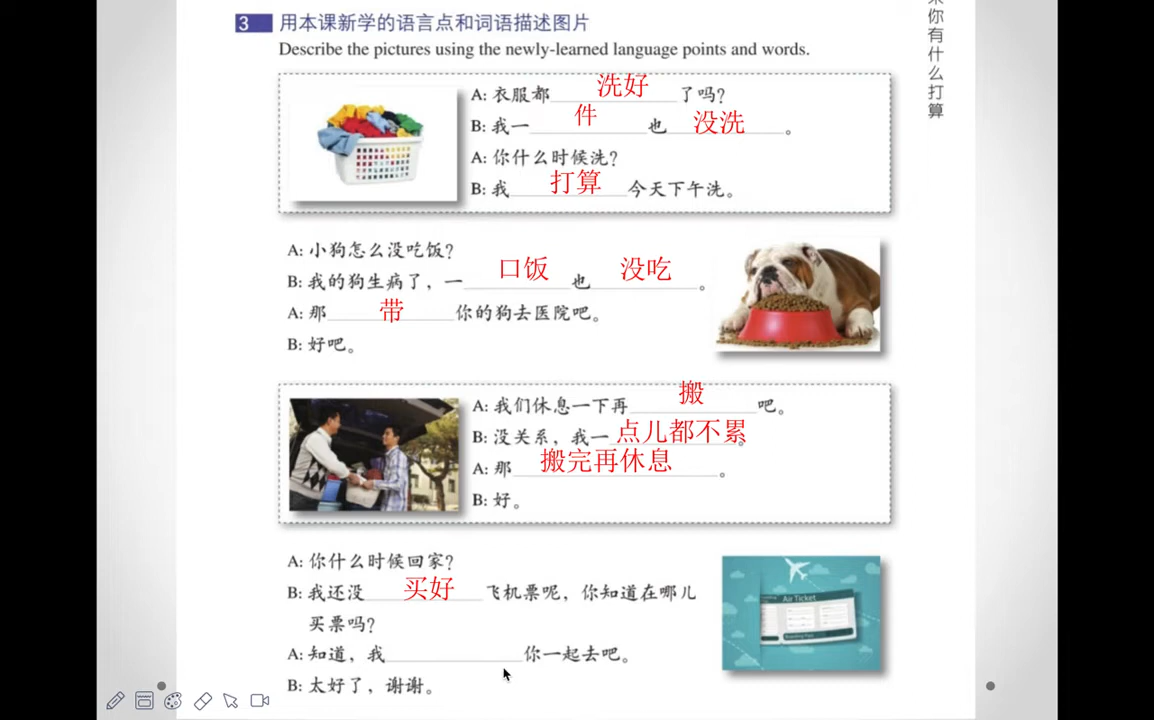 3 用本课新学的语言点和词语描述图片
Describe the pictures using the newly-learned language points and words.
A: 衣服都洗好了吗？
B: 我一件也没洗。
A: 你什么时候洗？
B: 我打算今天下午洗。
A: 小狗怎么没吃饭？
B: 我的狗生病了，一口饭也没吃。
A: 那带你的狗去医院吧。
B: 好吧。
A: 我们休息一下再搬吧。
B: 没关系，我一点儿都不累。
A: 那搬完再休息。
B: 好。
A: 你什么时候回家？
B: 我还没买好飞机票呢，你知道在哪儿
买票吗？
A: 知道，我 你一起去吧。
B: 太好了，谢谢。
Air Ticket
你有什么打算